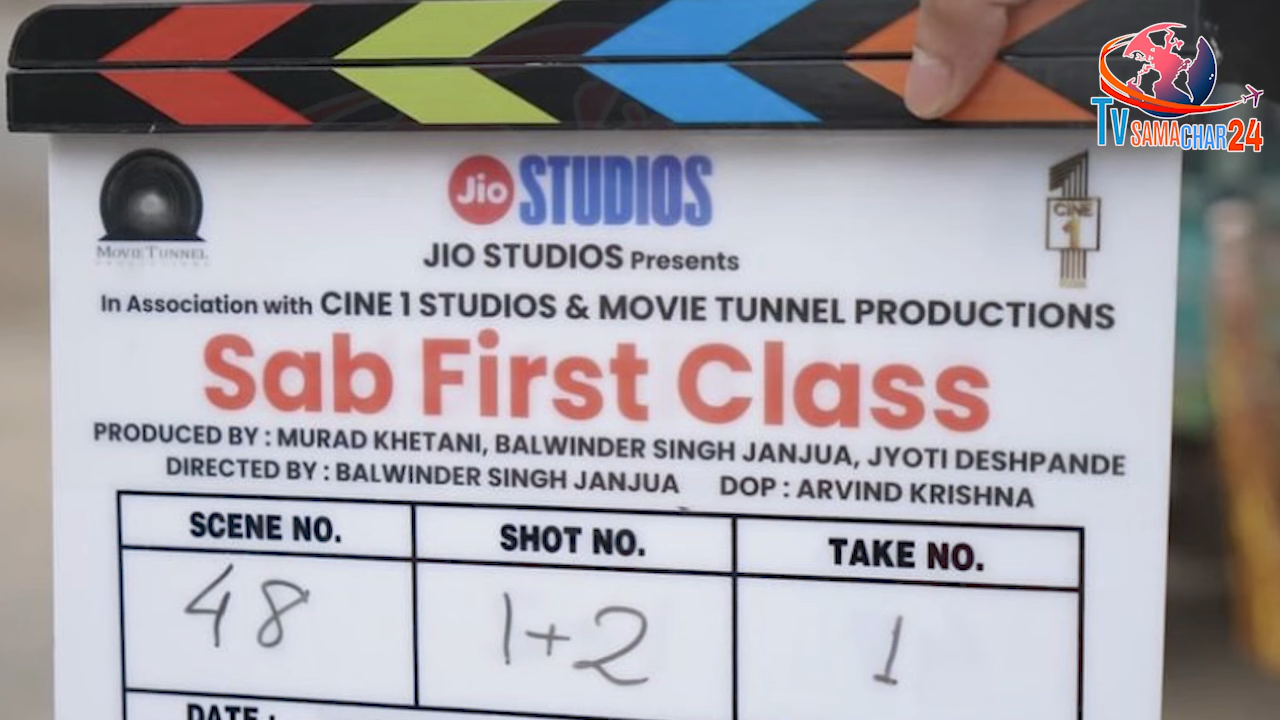 TV SAMACHAR 24
MOVIE TUNNEL
Jio STUDIOS
CINE
1
JIO STUDIOS Presents
In Association with CINE 1 STUDIOS & MOVIE TUNNEL PRODUCTIONS
Sab First Class
PRODUCED BY : MURAD KHETANI, BALWINDER SINGH JANJUA, JYOTI DESHPANDE
DIRECTED BY : BALWINDER SINGH JANJUA DOP : ARVIND KRISHNA
SCENE NO. SHOT NO. TAKE NO.
48 1+2 1
DATE :